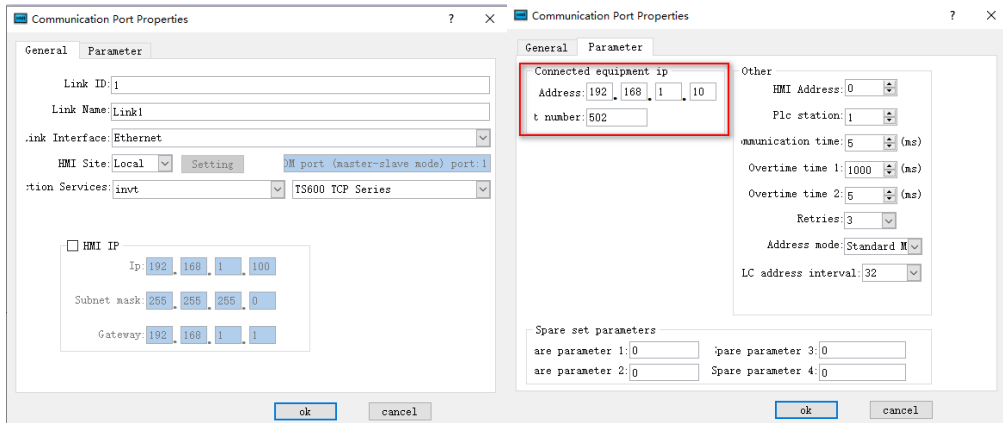 Communication Port Properties
General Parameter
Link ID: 1
Link Name: Link1
ink Interface: Ethernet
HMI Site: Local Setting OM port (master-slave mode) port:1
ction Services: invt TS600 TCP Series
HMI IP
Ip: 192 . 168 . 1 . 100
Subnet mask: 255 . 255 . 255 . 0
Gateway: 192 . 168 . 1 . 1
ok cancel
Communication Port Properties
General Parameter
Connected equipment ip
Address: 192 . 168 . 1 . 10
t number: 502
Other
HMI Address: 0
Plc station: 1
ommunication time: 5 (ms)
Overtime time 1: 1000 (ms)
Overtime time 2: 5 (ms)
Retries: 3
Address mode: Standard M
LC address interval: 32
Spare set parameters
are parameter 1: 0 pare parameter 3: 0
are parameter 2: 0 Spare parameter 4: 0
ok cancel